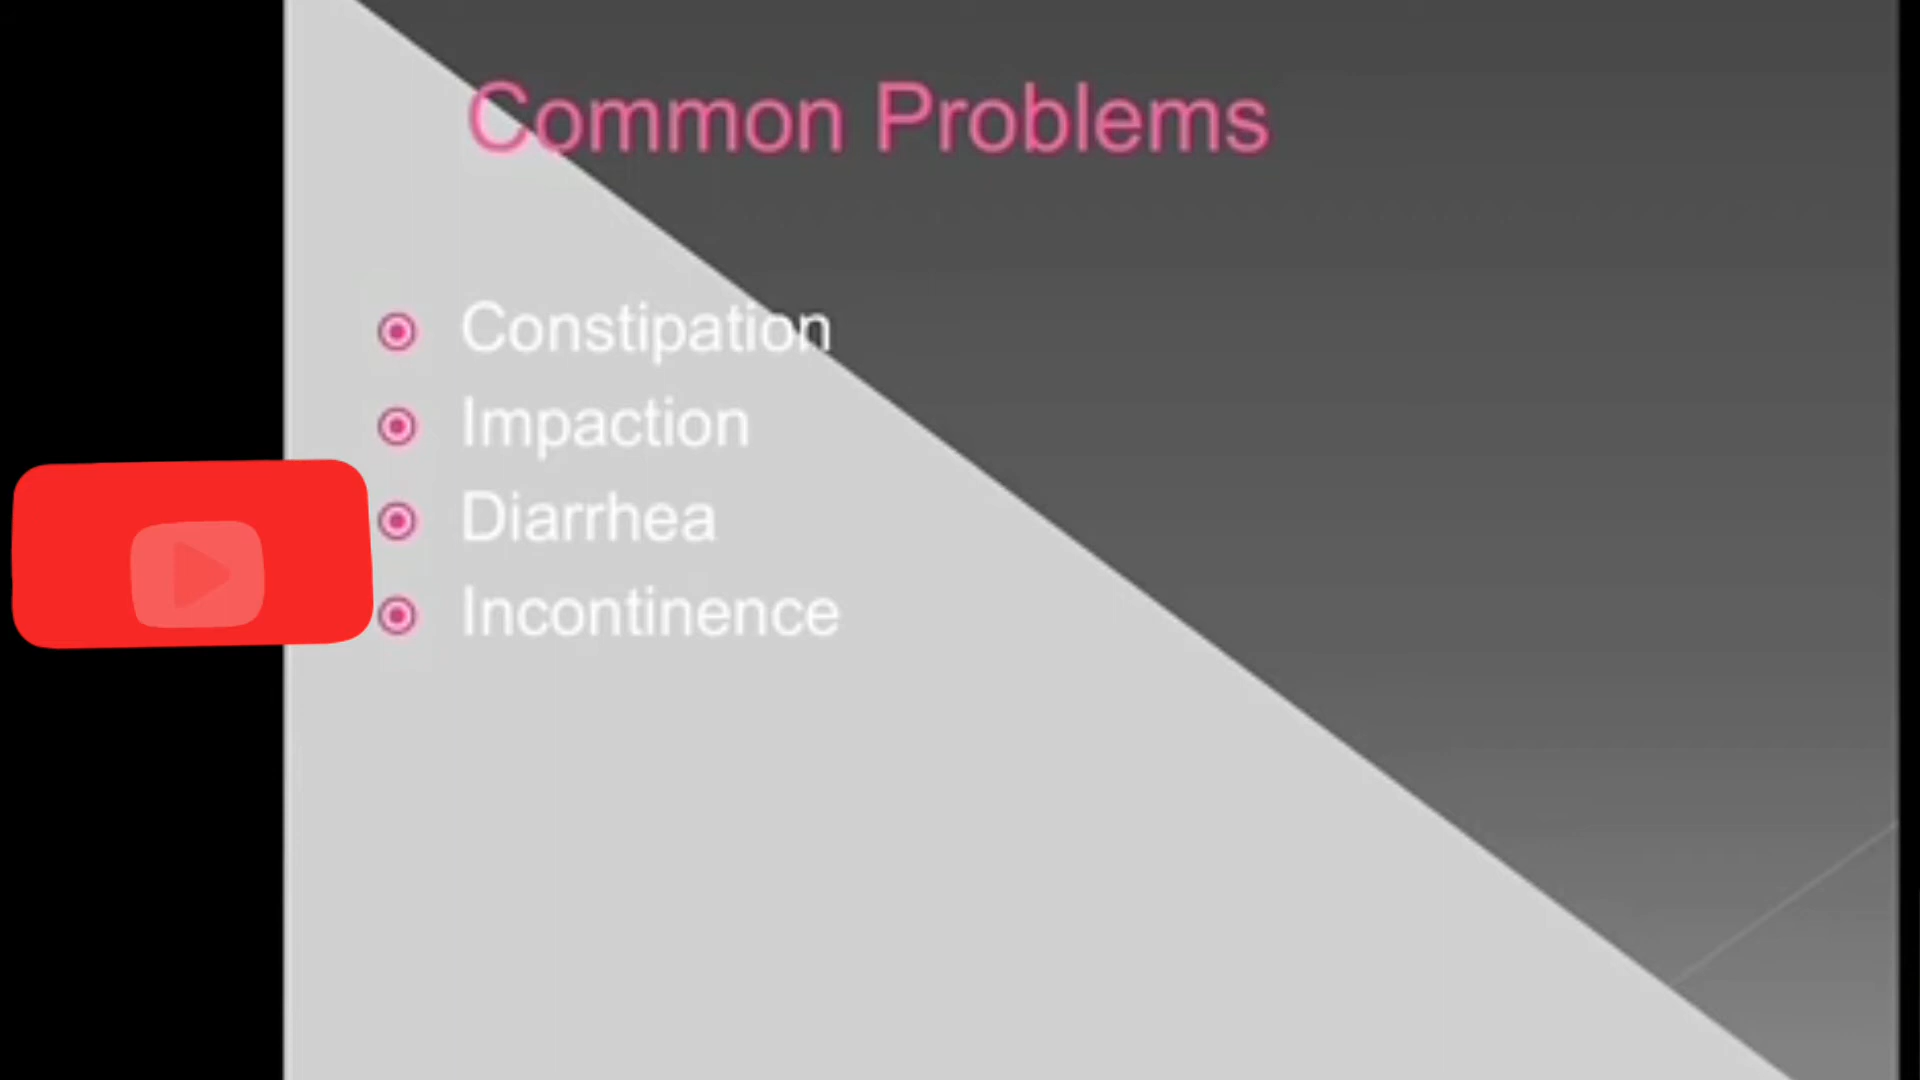 Common Problems
Constipation
Impaction
Diarrhea
Incontinence